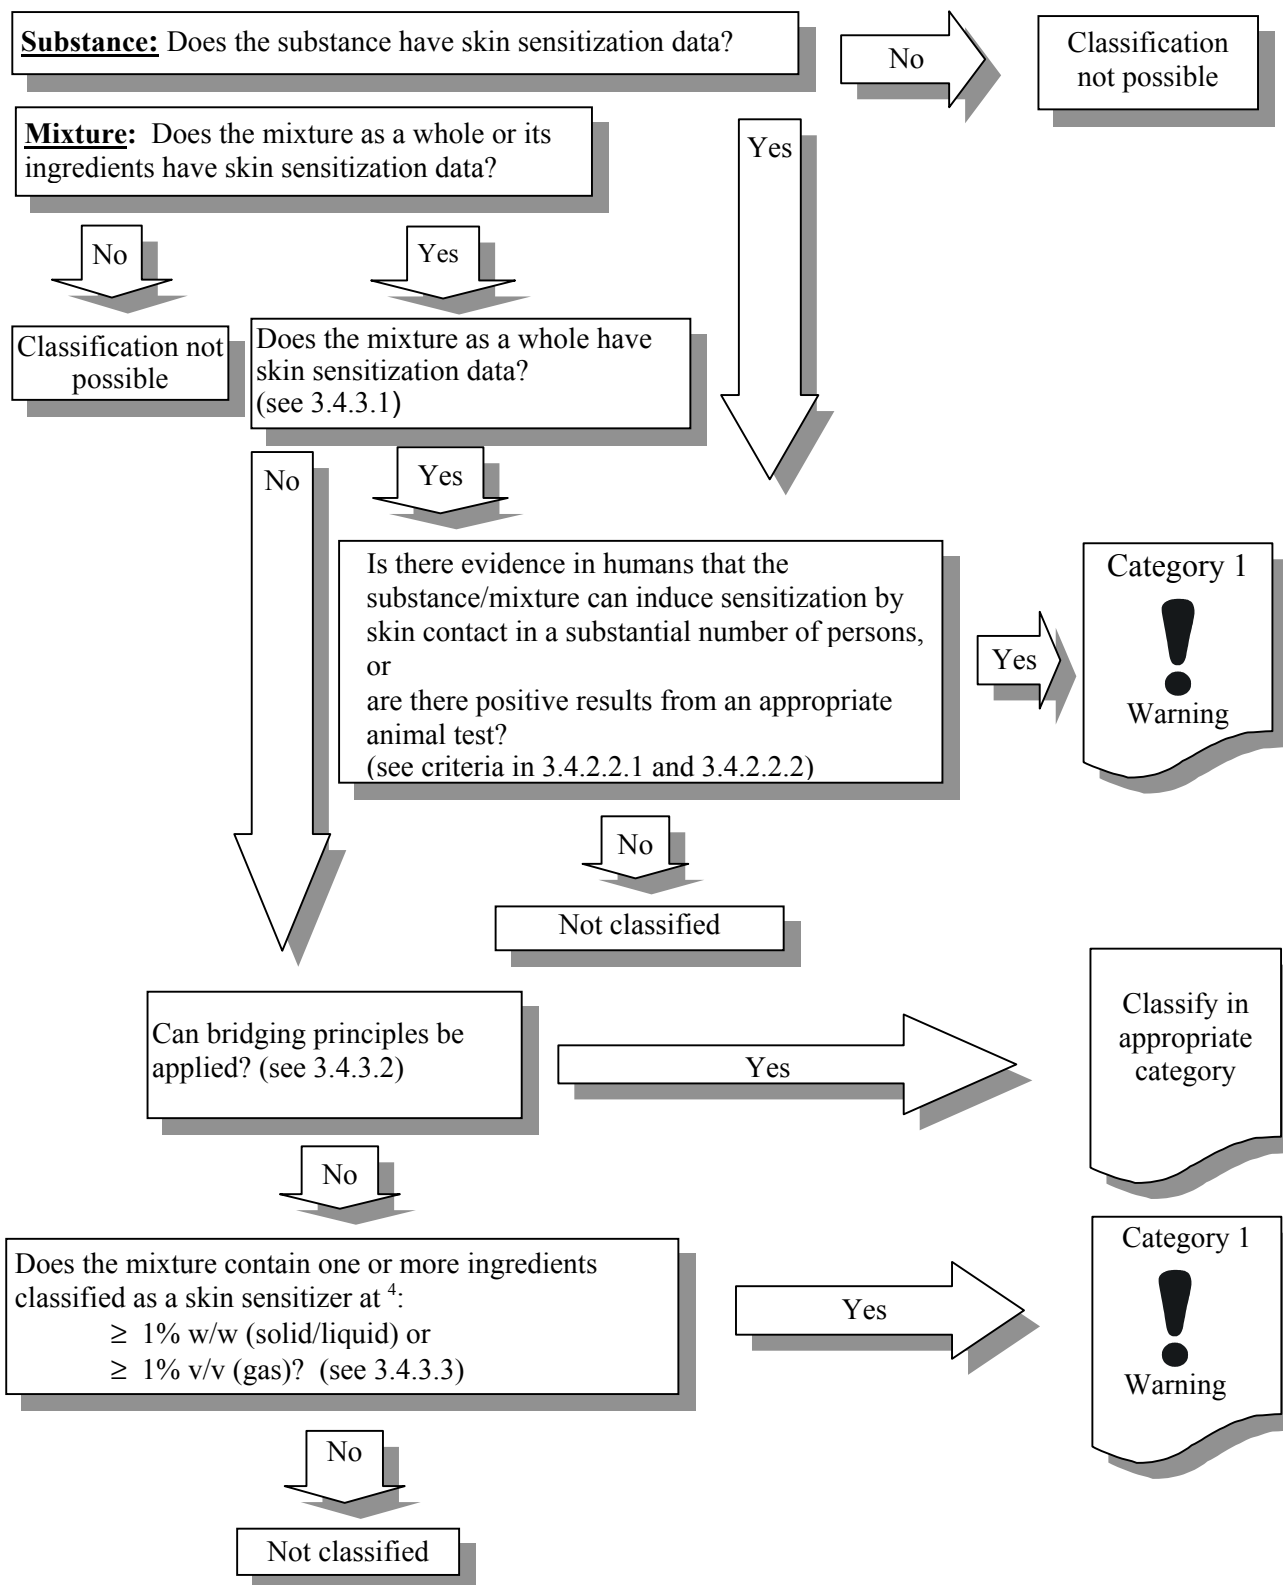 Substance: Does the substance have skin sensitization data?
No
Classification
not possible
Mixture: Does the mixture as a whole or its
ingredients have skin sensitization data?
Yes
No
Yes
Classification not
possible
Does the mixture as a whole have
skin sensitization data?
(see 3.4.3.1)
No
Yes
Is there evidence in humans that the
substance/mixture can induce sensitization by
skin contact in a substantial number of persons,
or
are there positive results from an appropriate
animal test?
(see criteria in 3.4.2.2.1 and 3.4.2.2.2)
Yes
Category 1
!
Warning
No
Not classified
Can bridging principles be
applied? (see 3.4.3.2)
Yes
Classify in
appropriate
category
No
Does the mixture contain one or more ingredients
classified as a skin sensitizer at 4:
≥ 1% w/w (solid/liquid) or
≥ 1% v/v (gas)? (see 3.4.3.3)
Yes
Category 1
!
Warning
No
Not classified